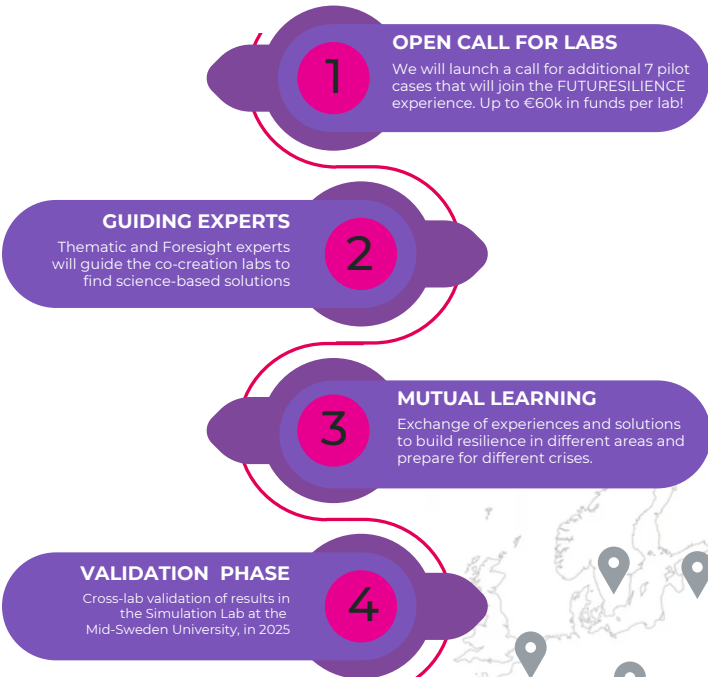 1
OPEN CALL FOR LABS
We will launch a call for additional 7 pilot
cases that will join the FUTURESILIENCE
experience. Up to €60k in funds per lab!
GUIDING EXPERTS
Thematic and Foresight experts
will guide the co-creation labs to
find science-based solutions
2
3
MUTUAL LEARNING
Exchange of experiences and solutions
to build resilience in different areas and
prepare for different crises.
VALIDATION PHASE
Cross-lab validation of results in
the Simulation Lab at the
Mid-Sweden University, in 2025
4